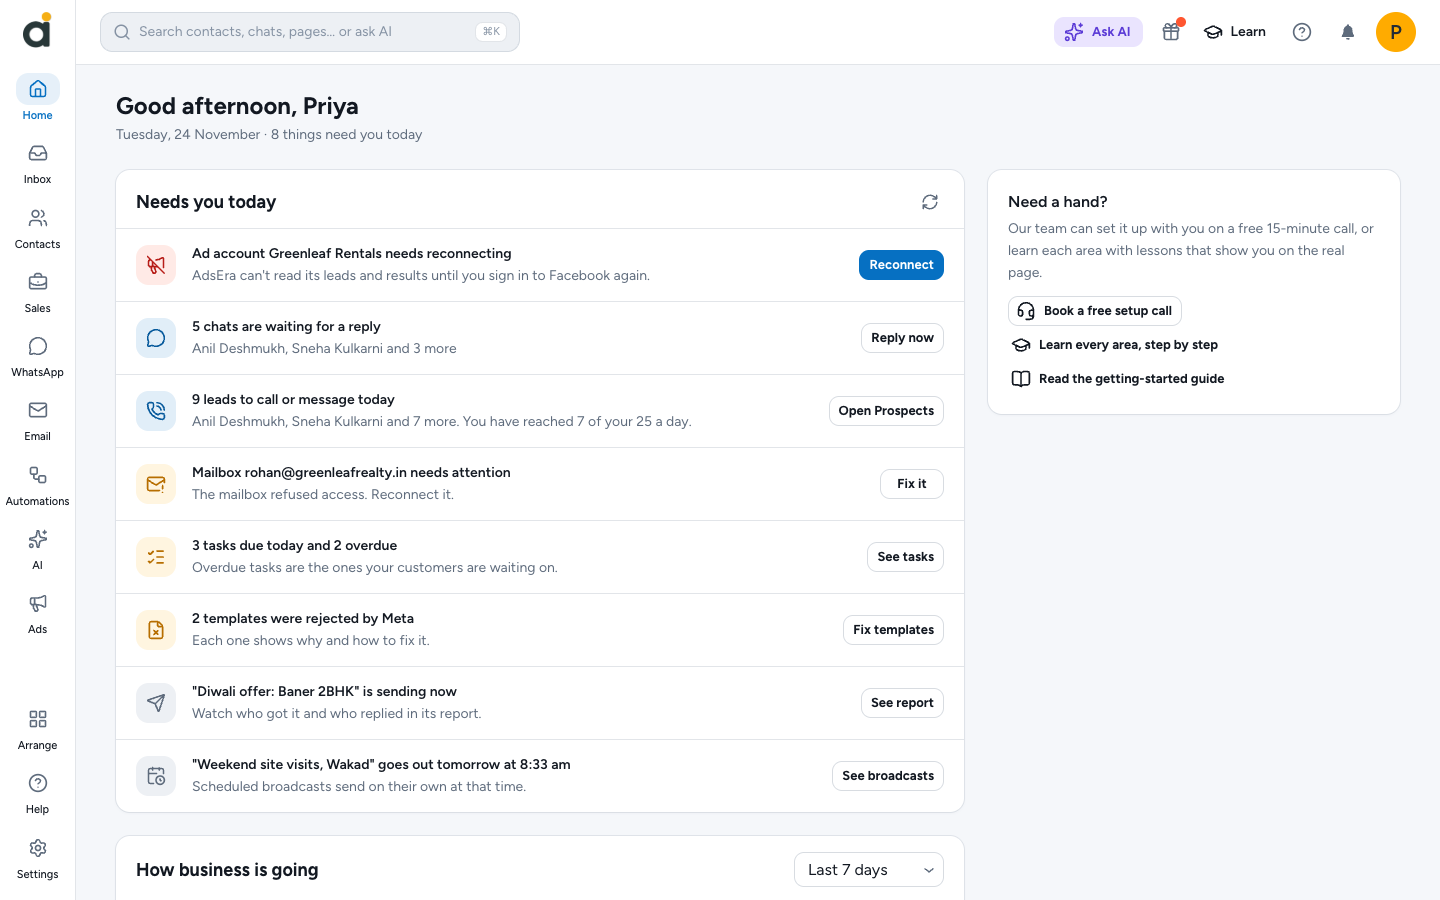 Search contacts, chats, pages... or ask AI
⌘K
Ask AI
Learn
P
Home
Inbox
Contacts
Sales
WhatsApp
Email
Automations
AI
Ads
Arrange
Help
Settings
Good afternoon, Priya
Tuesday, 24 November · 8 things need you today
Needs you today
Ad account Greenleaf Rentals needs reconnecting
AdsEra can't read its leads and results until you sign in to Facebook again.
Reconnect
5 chats are waiting for a reply
Anil Deshmukh, Sneha Kulkarni and 3 more
Reply now
9 leads to call or message today
Anil Deshmukh, Sneha Kulkarni and 7 more. You have reached 7 of your 25 a day.
Open Prospects
Mailbox rohan@greenleafrealty.in needs attention
The mailbox refused access. Reconnect it.
Fix it
3 tasks due today and 2 overdue
Overdue tasks are the ones your customers are waiting on.
See tasks
2 templates were rejected by Meta
Each one shows why and how to fix it.
Fix templates
"Diwali offer: Baner 2BHK" is sending now
Watch who got it and who replied in its report.
See report
"Weekend site visits, Wakad" goes out tomorrow at 8:33 am
Scheduled broadcasts send on their own at that time.
See broadcasts
How business is going
Last 7 days
Need a hand?
Our team can set it up with you on a free 15-minute call, or
learn each area with lessons that show you on the real
page.
Book a free setup call
Learn every area, step by step
Read the getting-started guide